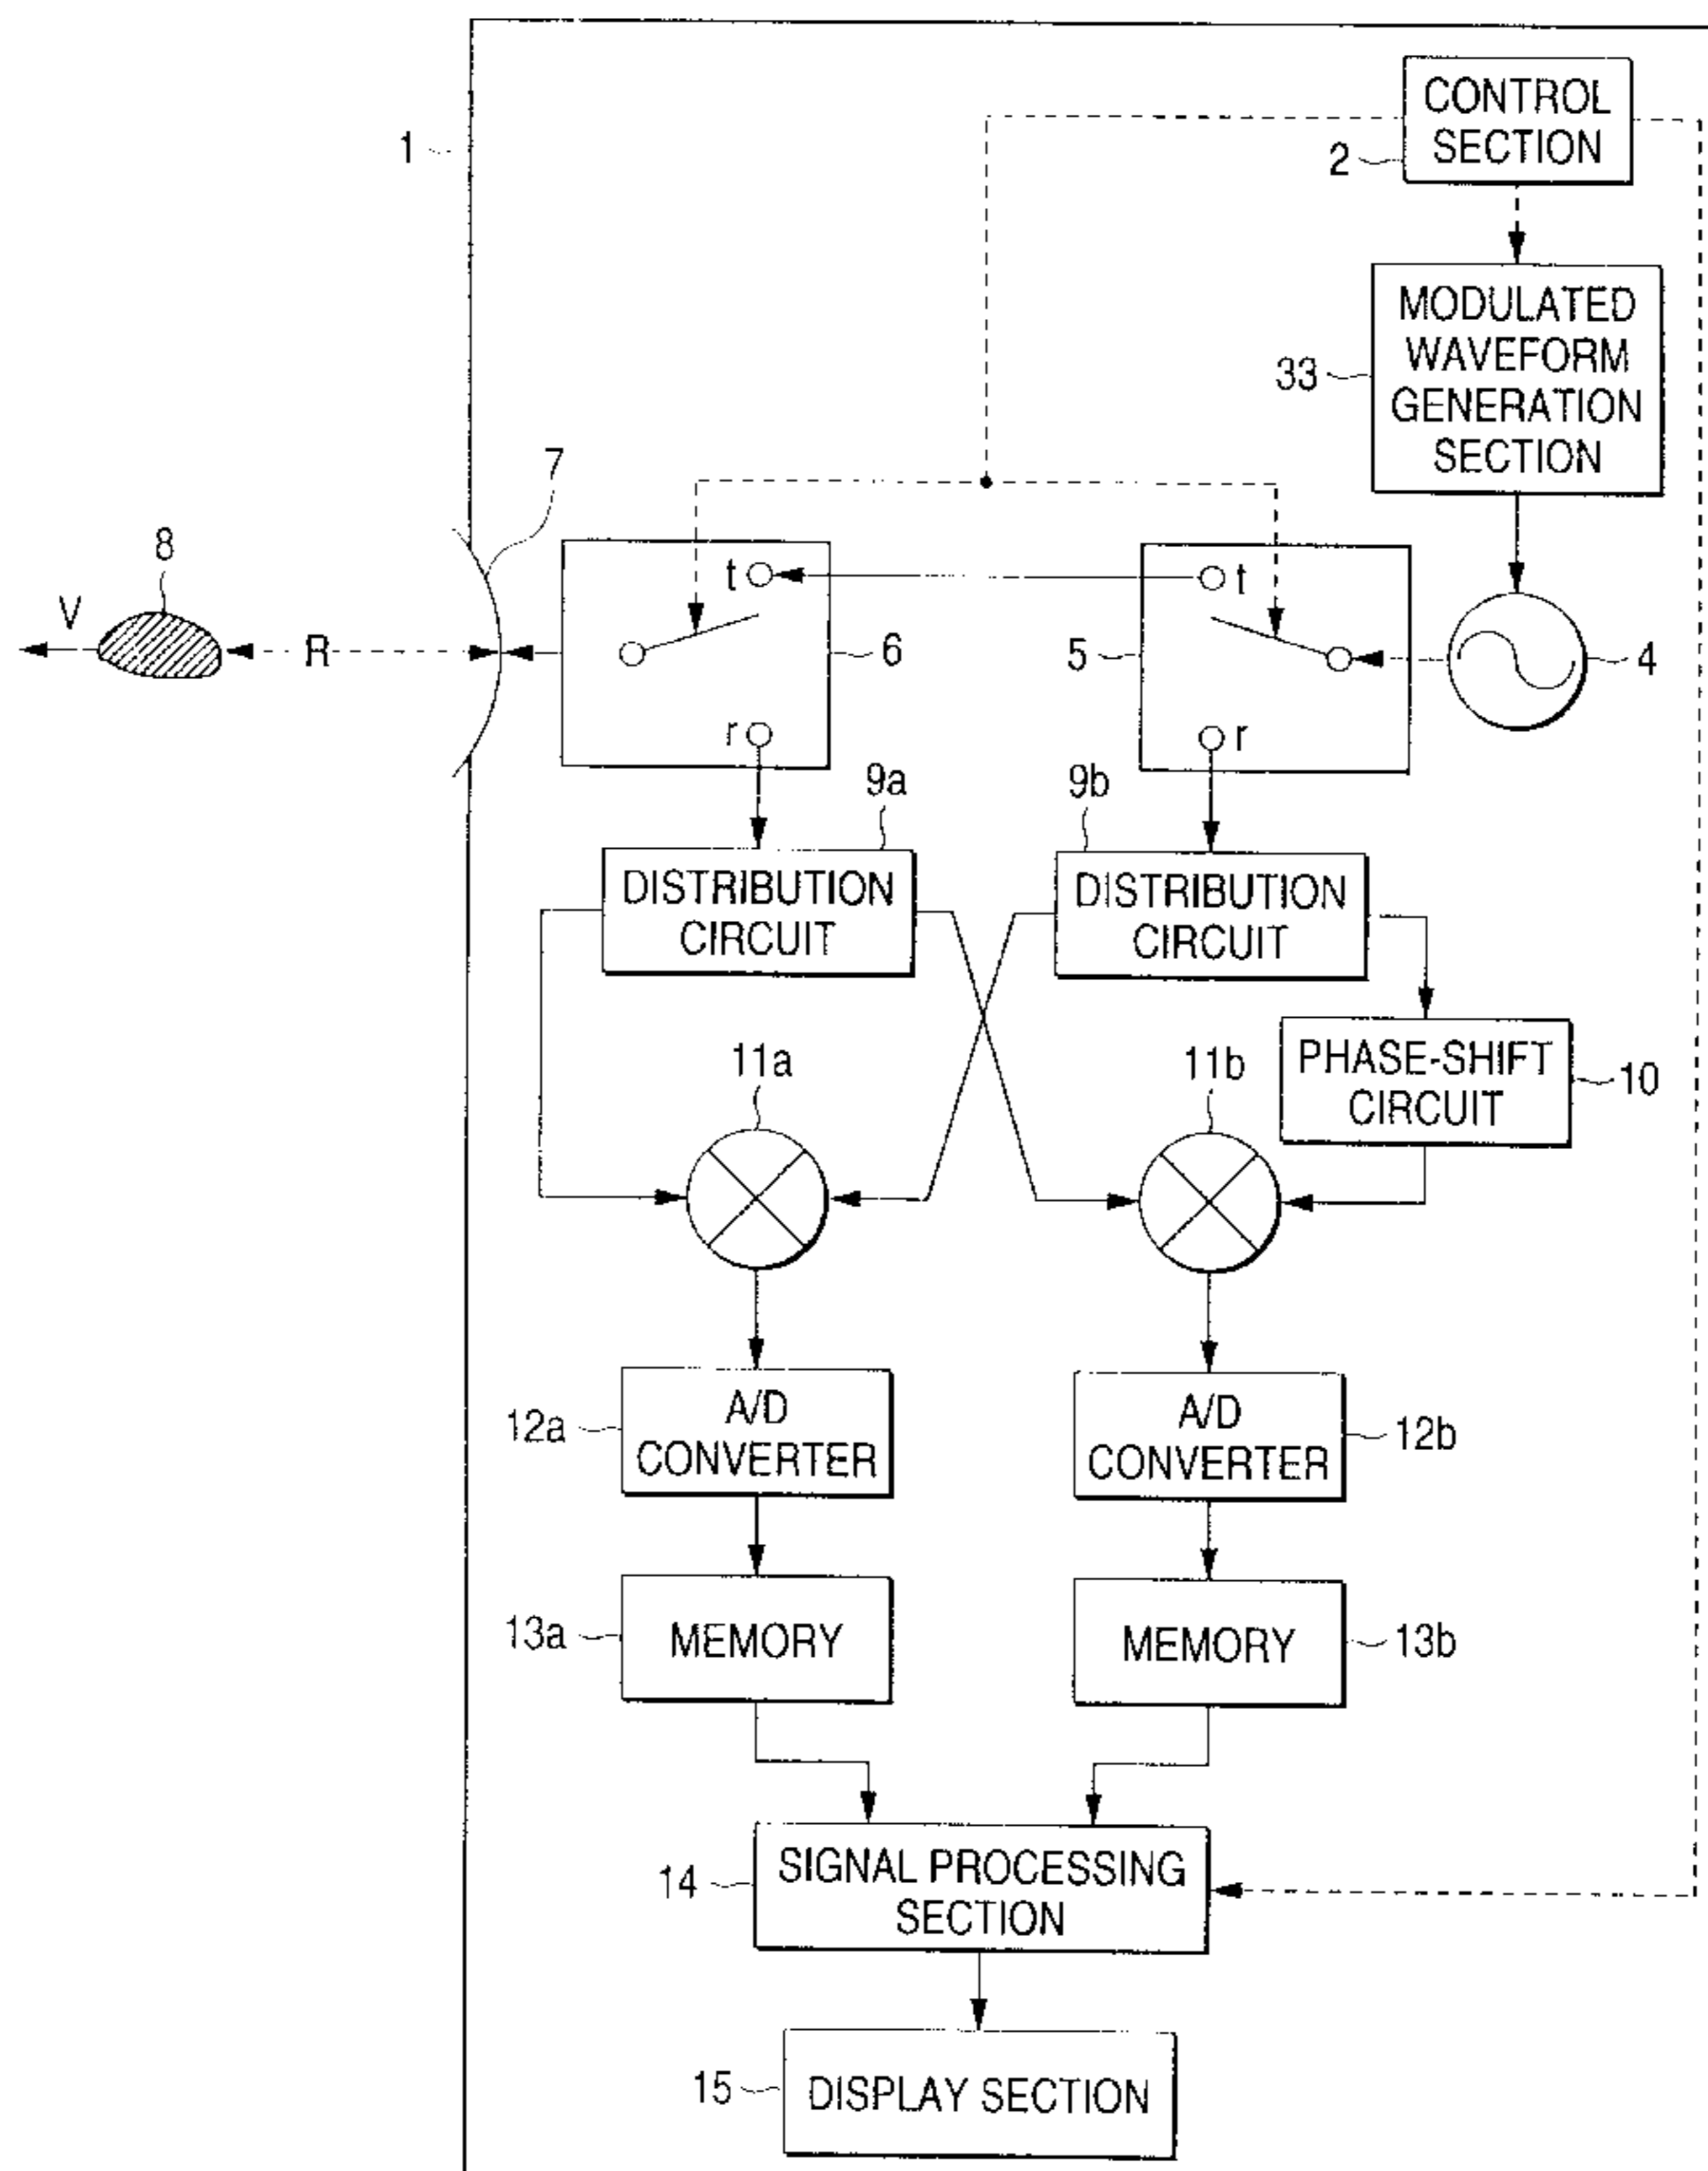 CONTROL
SECTION
1
2
MODULATED
WAVEFORM
GENERATION
SECTION
33
7
8
V
R
t
t
6
5
4
r
r
9a
9b
DISTRIBUTION
CIRCUIT
DISTRIBUTION
CIRCUIT
11a
11b
PHASE-SHIFT
CIRCUIT
10
12a
A/D
CONVERTER
A/D
CONVERTER
12b
13a
MEMORY
MEMORY
13b
14
SIGNAL PROCESSING
SECTION
15
DISPLAY SECTION